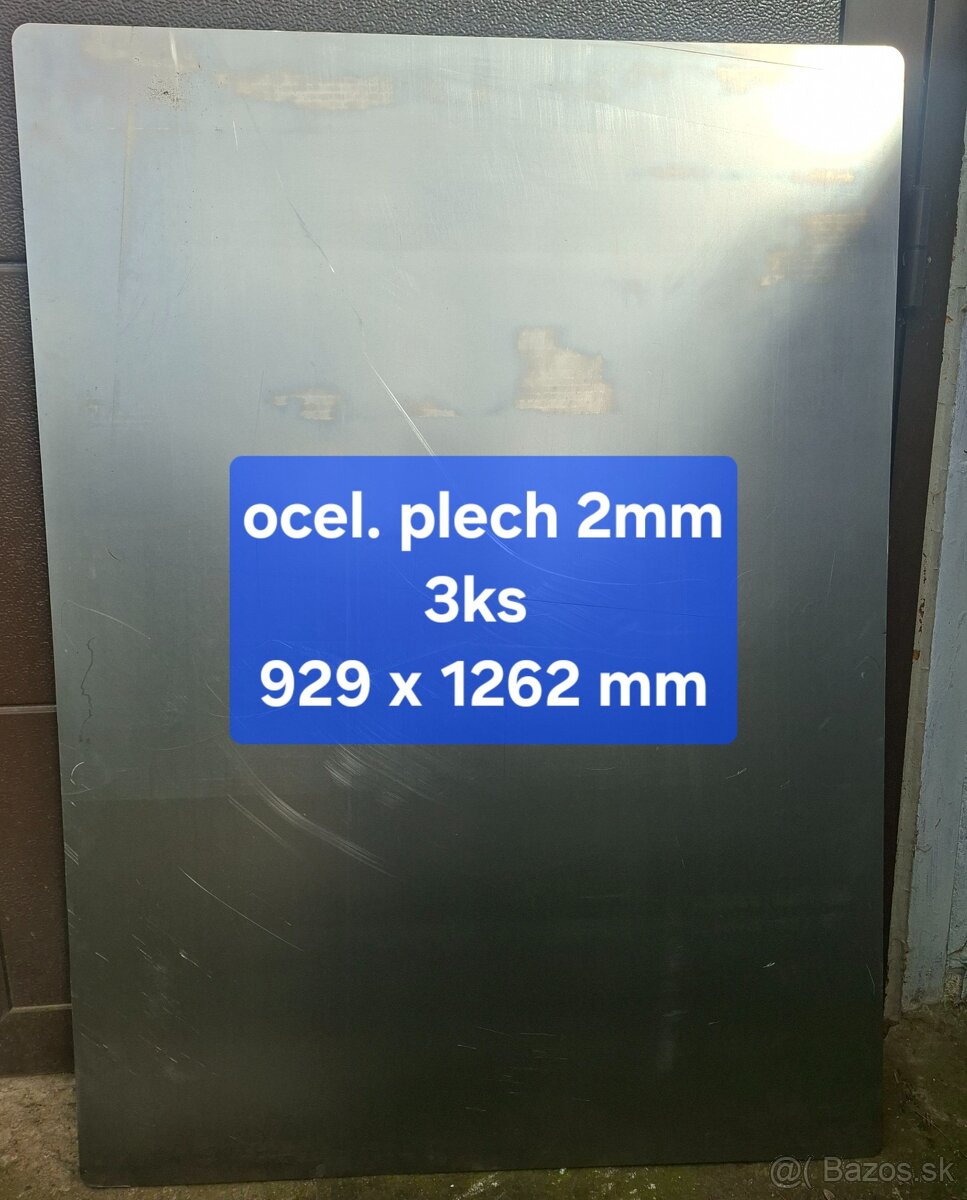 ocel. plech 2mm
3ks
929 x 1262 mm
@( Bazos.sk